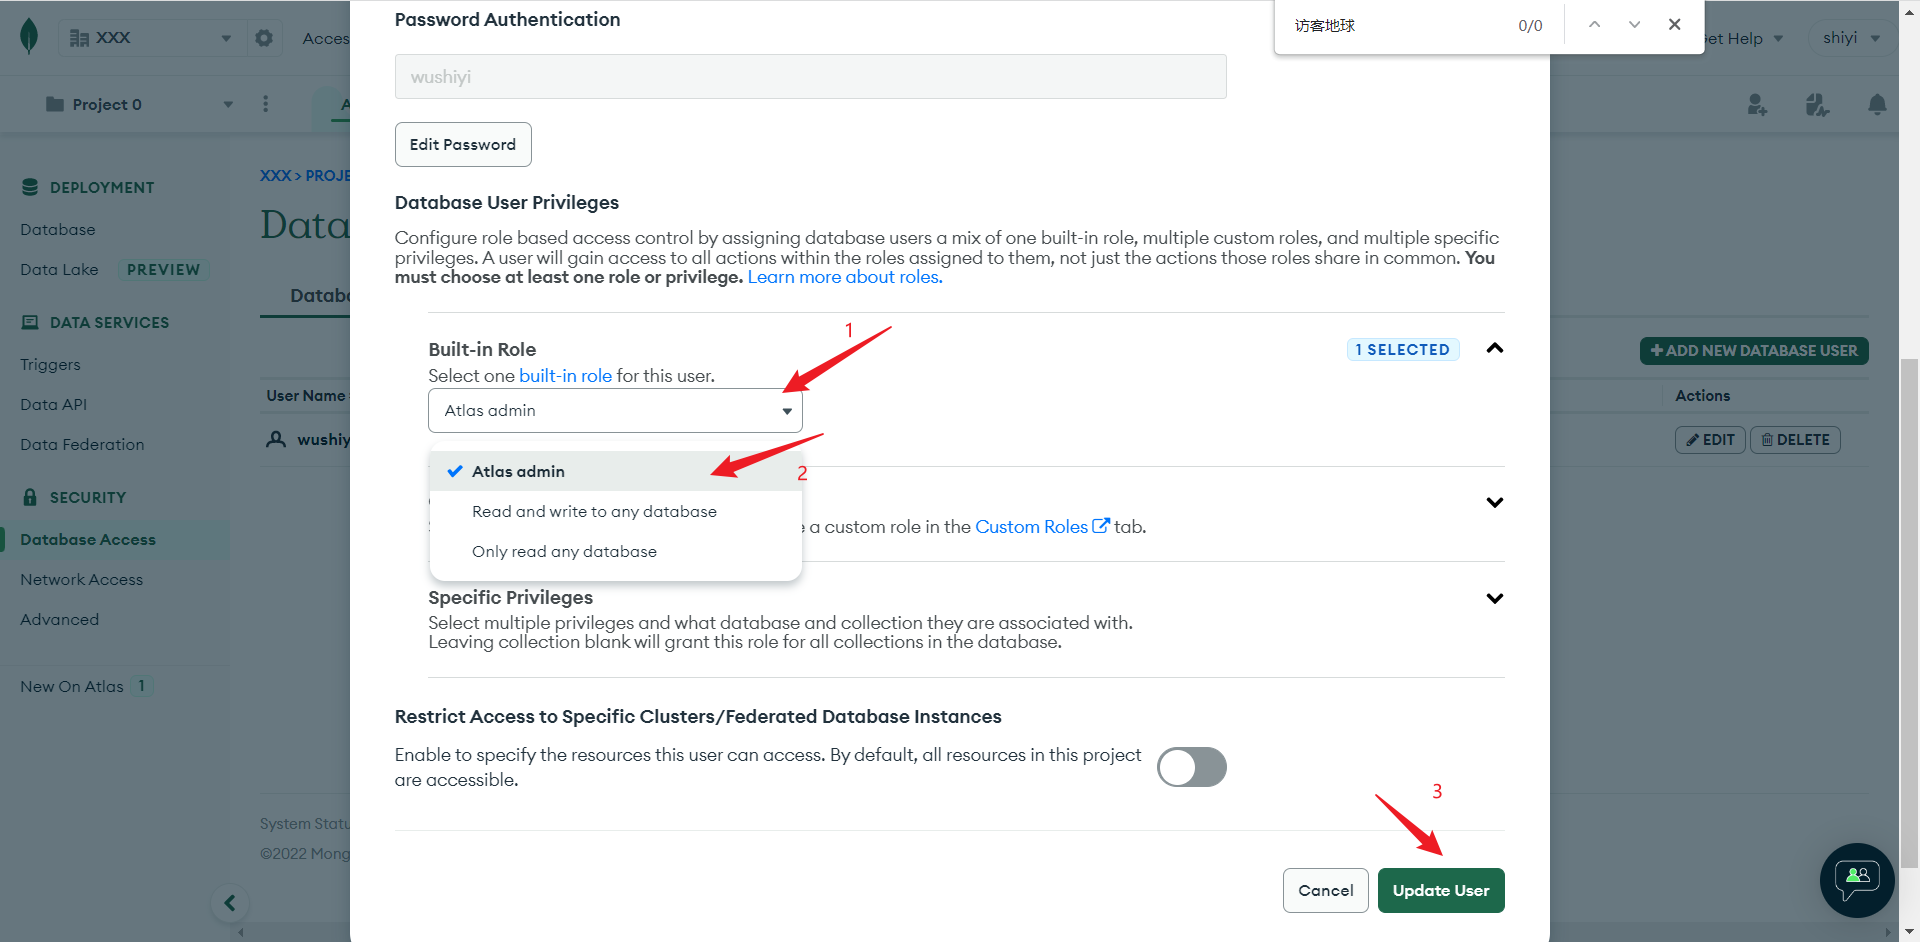 XXX
Acces
访客地球
0/0
et Help
shiyi
Project 0
A
DEPLOYMENT
Database
Data Lake
PREVIEW
DATA SERVICES
Triggers
Data API
Data Federation
SECURITY
Database Access
Network Access
Advanced
New On Atlas 1
XXX > PROJE
Data
Databa
User Name
wushiy
System Statu
©2022 Mong
Password Authentication
wushiyi
Edit Password
Database User Privileges
Configure role based access control by assigning database users a mix of one built-in role, multiple custom roles, and multiple specific
privileges. A user will gain access to all actions within the roles assigned to them, not just the actions those roles share in common. You
must choose at least one role or privilege. Learn more about roles.
1
Built-in Role
1 SELECTED
Select one built-in role for this user.
Atlas admin
Atlas admin
2
Read and write to any database
Only read any database
a custom role in the Custom Roles tab.
Specific Privileges
Select multiple privileges and what database and collection they are associated with.
Leaving collection blank will grant this role for all collections in the database.
Restrict Access to Specific Clusters/Federated Database Instances
Enable to specify the resources this user can access. By default, all resources in this project
are accessible.
3
Cancel
Update User
+ ADD NEW DATABASE USER
Actions
EDIT
DELETE